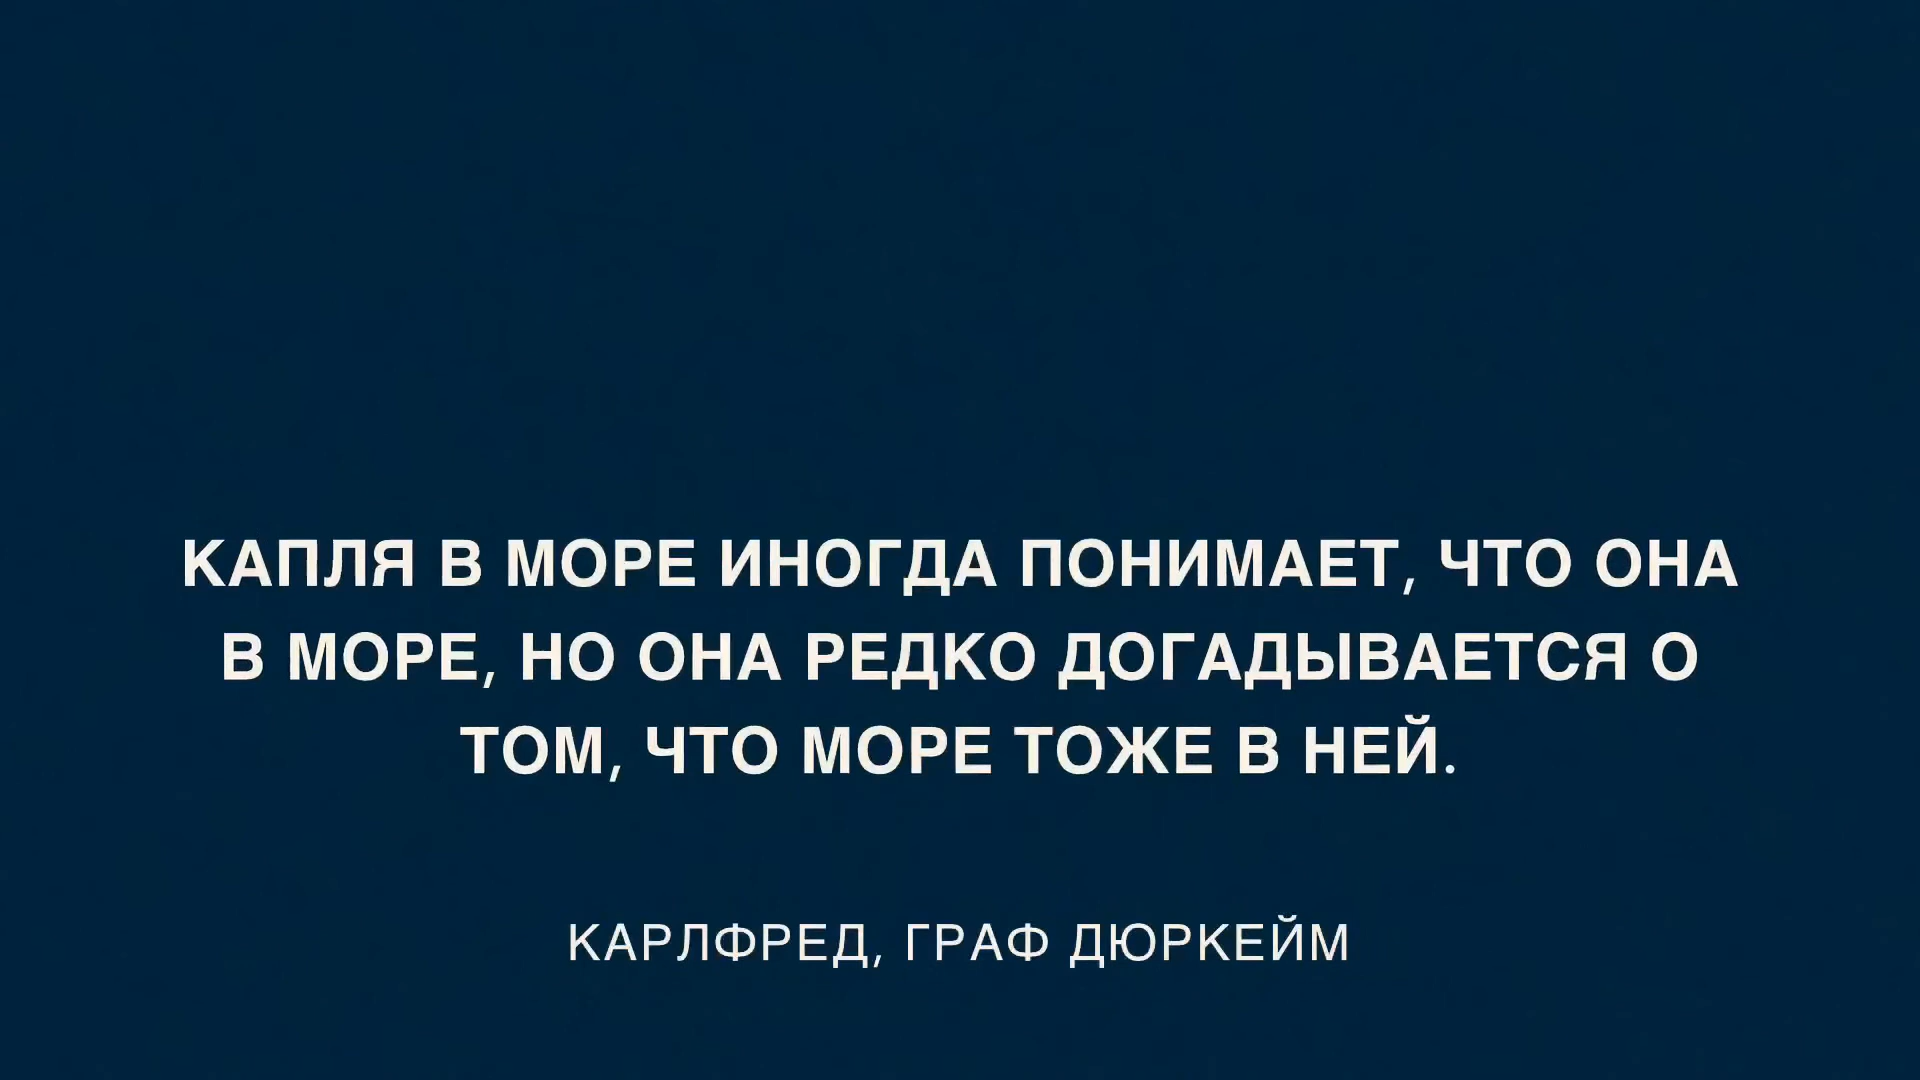 КАПЛЯ В МОРЕ ИНОГДА ПОНИМАЕТ, ЧТО ОНА
В МОРЕ, НО ОНА РЕДКО ДОГАДЫВАЕТСЯ О
ТОМ, ЧТО МОРЕ ТОЖЕ В НЕЙ.
КАРЛФРЕД, ГРАФ ДЮРКЕЙМ